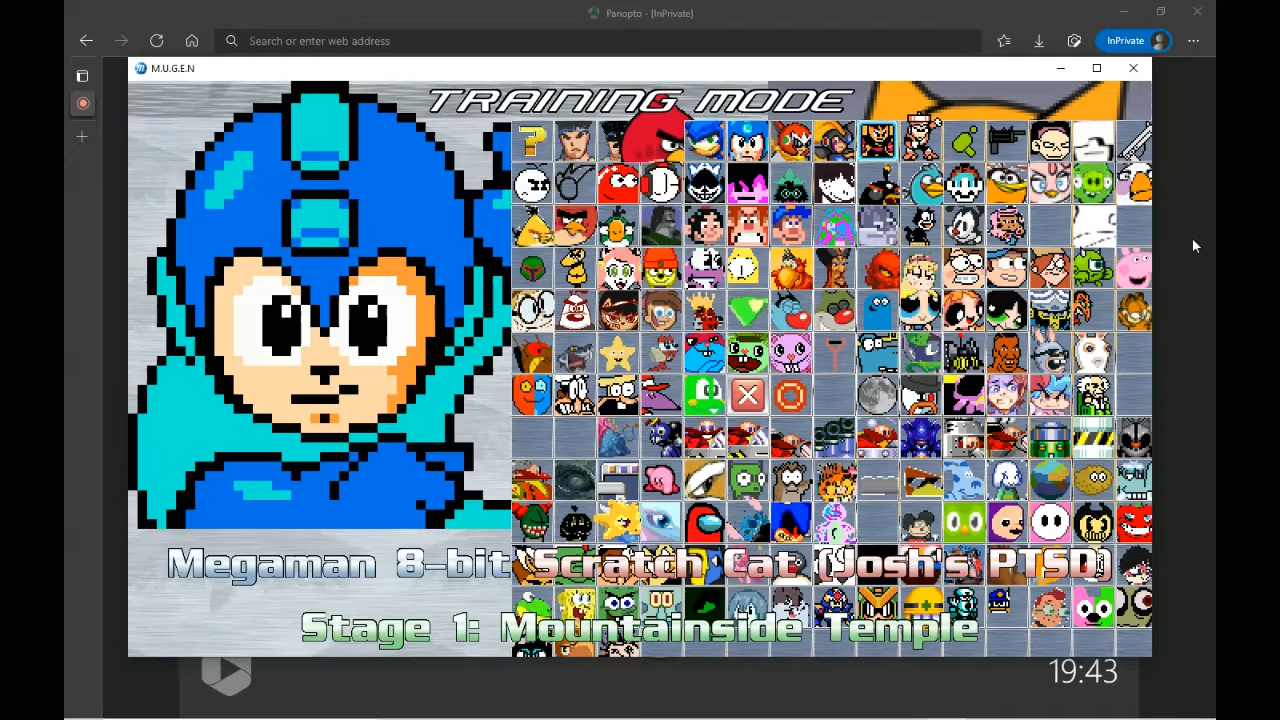 Panopto - [InPrivate]
Search or enter web address
InPrivate
M.U.G.E.N
TRAINING MODE
?
Megaman 8-bit Scratch Cat (Josh's PTSD)
Stage 1: Mountainside Temple
19:43